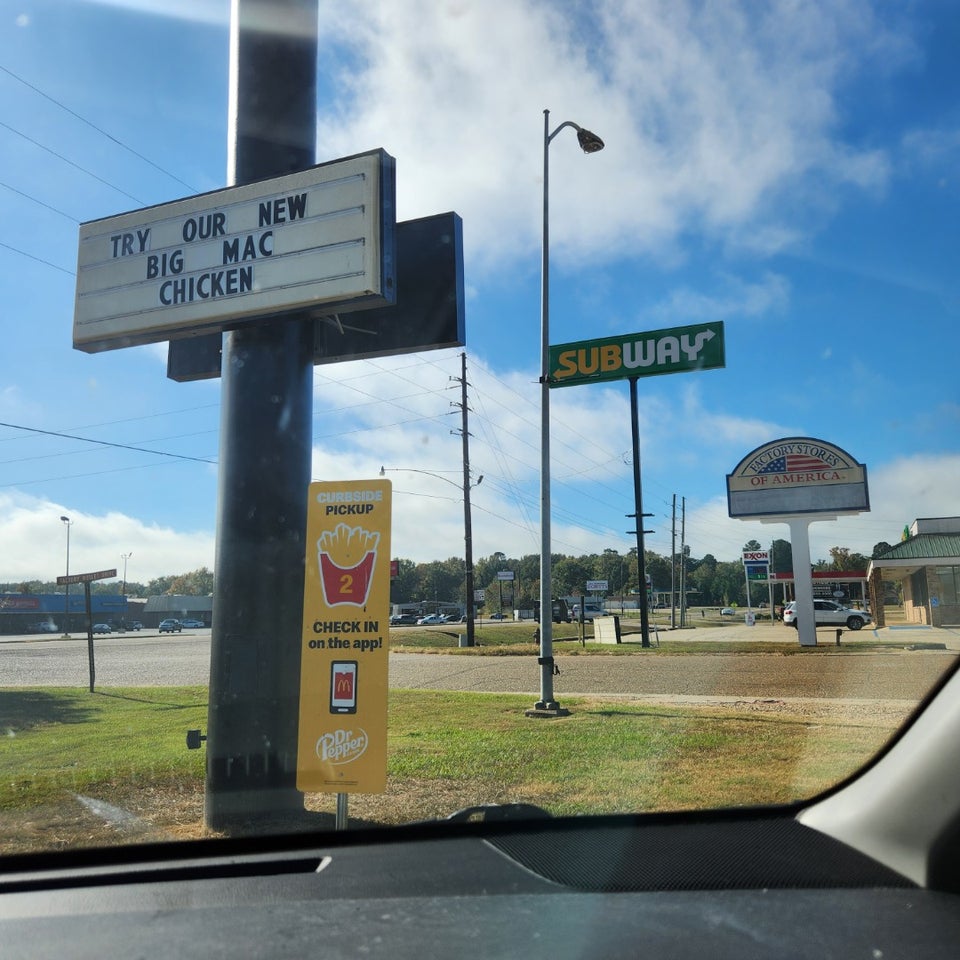 TRY OUR NEW
BIG MAC
CHICKEN
SUBWAY
FACTORY STORES
OF AMERICA
EXXON
CURBSIDE
PICKUP
2
CHECK IN
on the app!
Dr
Pepper